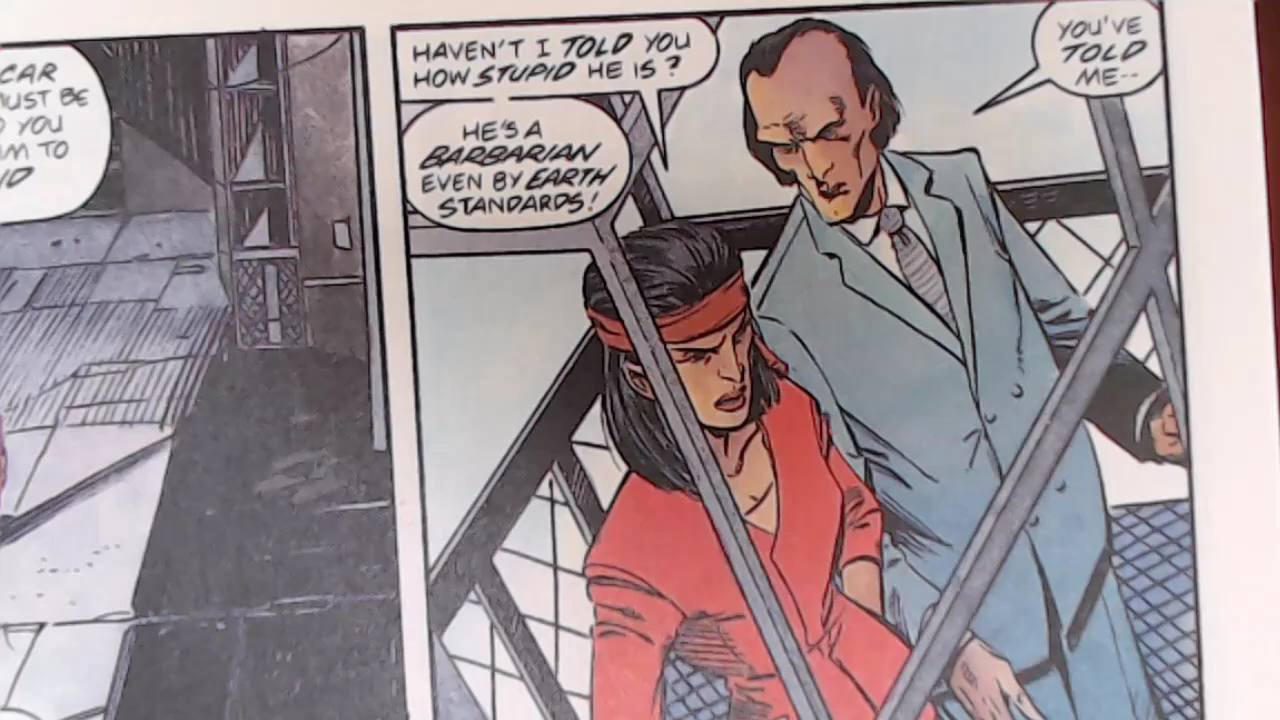 CAR
MUST BE
YOU
TO
HAVEN'T I TOLD YOU
HOW STUPID HE IS?
HE'S A
BARBARIAN
EVEN BY EARTH
STANDARDS!
YOU'VE
TOLD
ME--